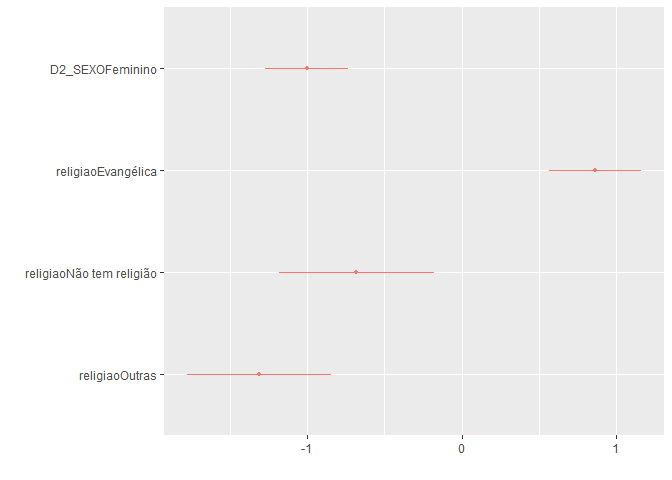 D2_SEXOFeminino
religiaoEvangélica
religiaoNão tem religião
religiaoOutras
-1
0
1